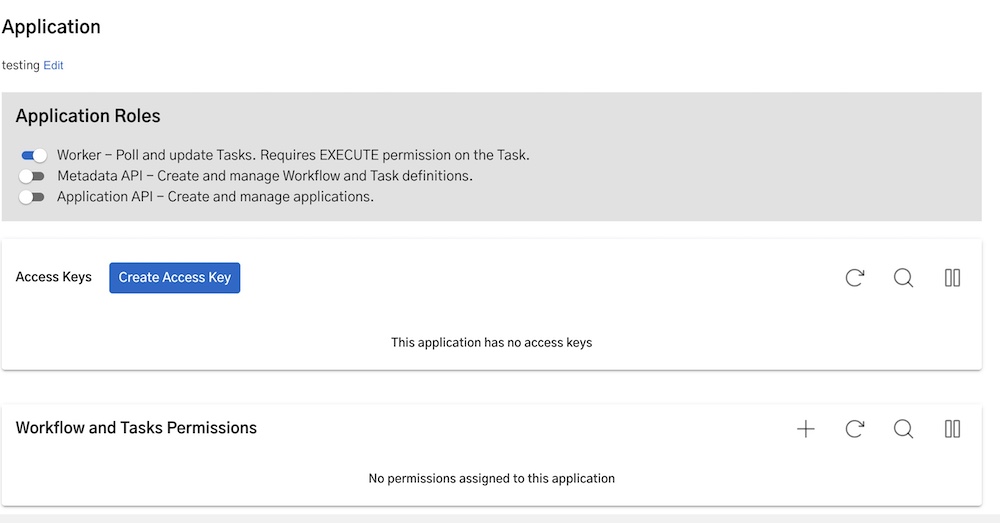 Application
testing Edit
Application Roles
Worker – Poll and update Tasks. Requires EXECUTE permission on the Task.
Metadata API – Create and manage Workflow and Task definitions.
Application API – Create and manage applications.
Access Keys Create Access Key
This application has no access keys
Workflow and Tasks Permissions
No permissions assigned to this application